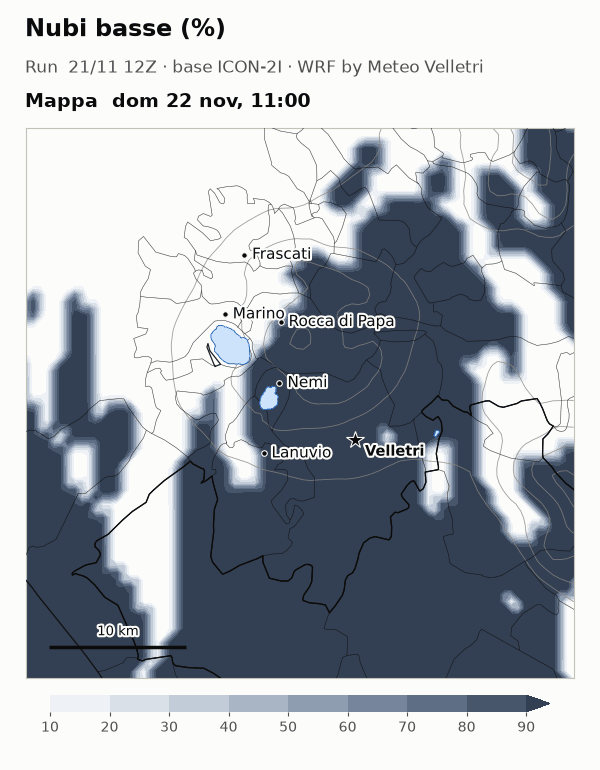 Nubi basse (%)
Run 21/11 12Z · base ICON-2I · WRF by Meteo Velletri
Mappa dom 22 nov, 11:00
Frascati
Marino
Rocca di Papa
Nemi
Velletri
Lanuvio
10 km
10 20 30 40 50 60 70 80 90